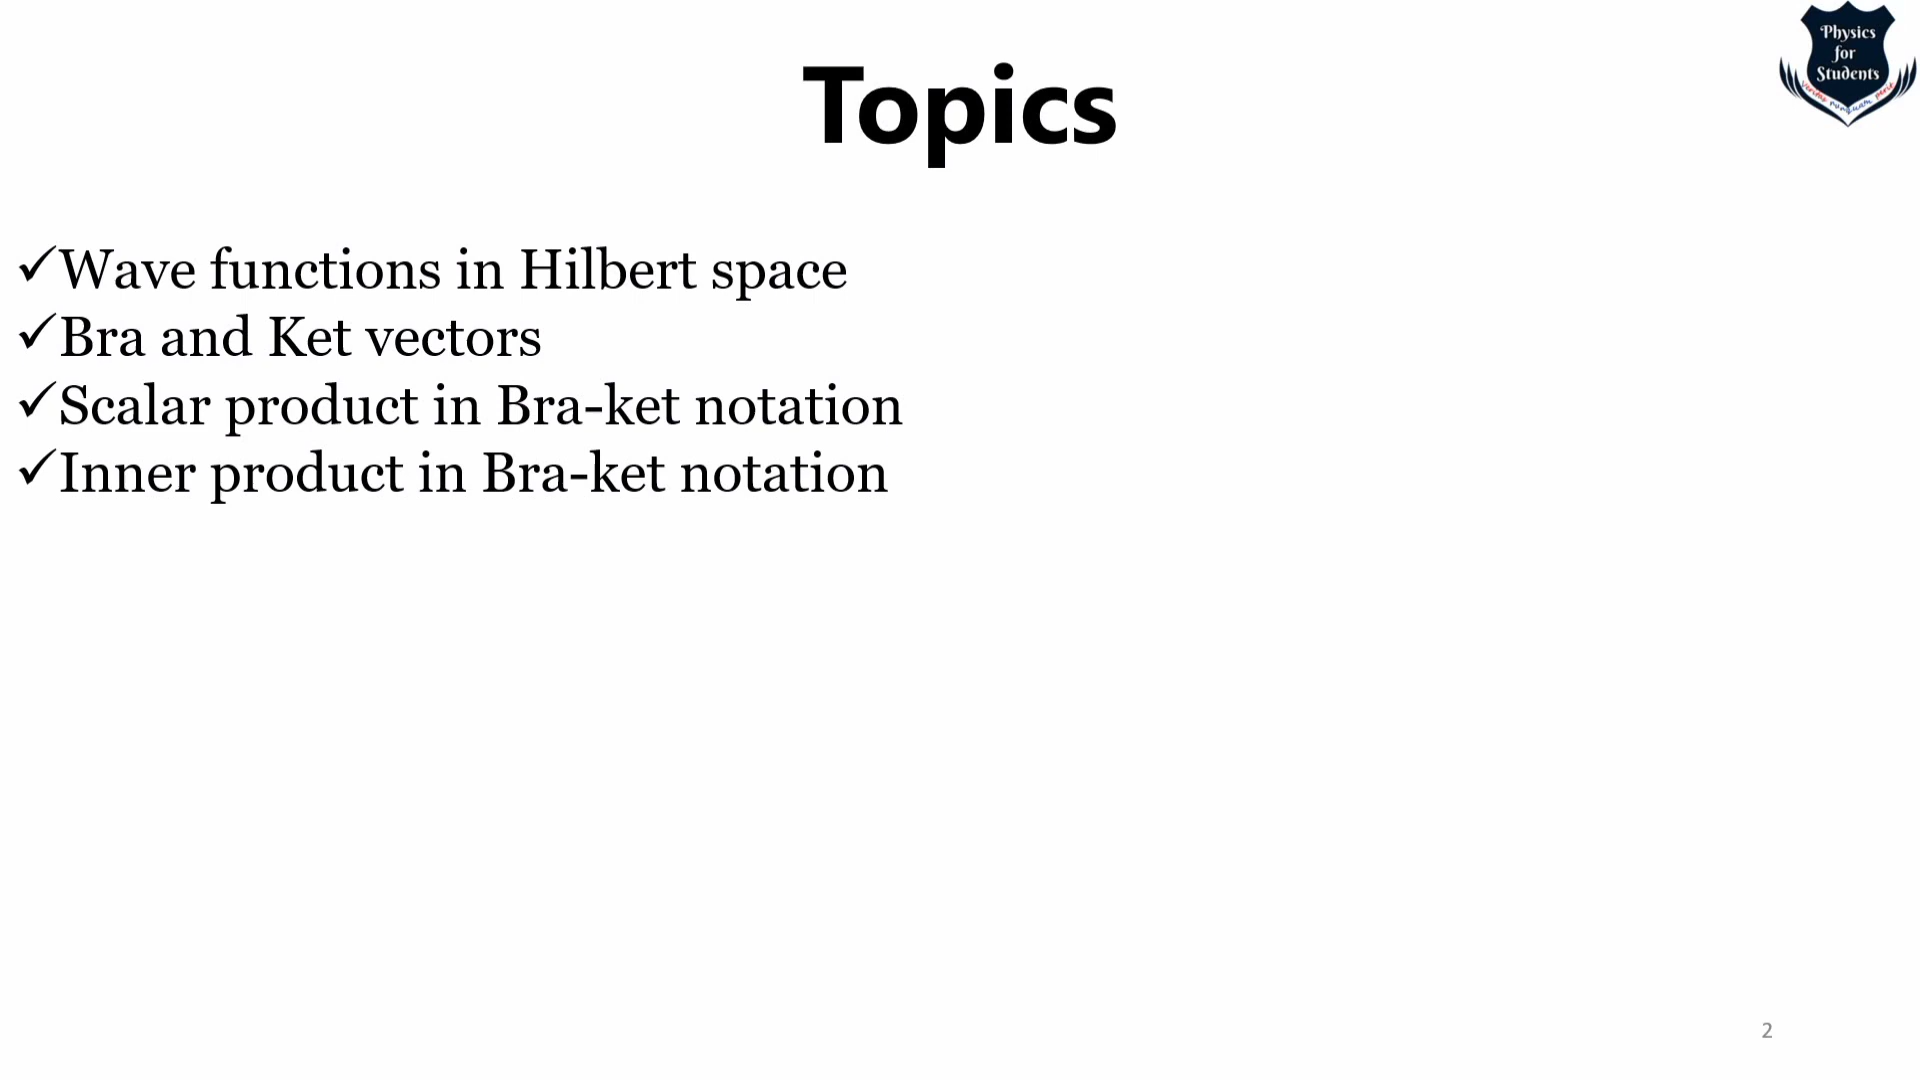 Physics
for
Students
Topics
✓Wave functions in Hilbert space
✓Bra and Ket vectors
✓Scalar product in Bra-ket notation
✓Inner product in Bra-ket notation
2